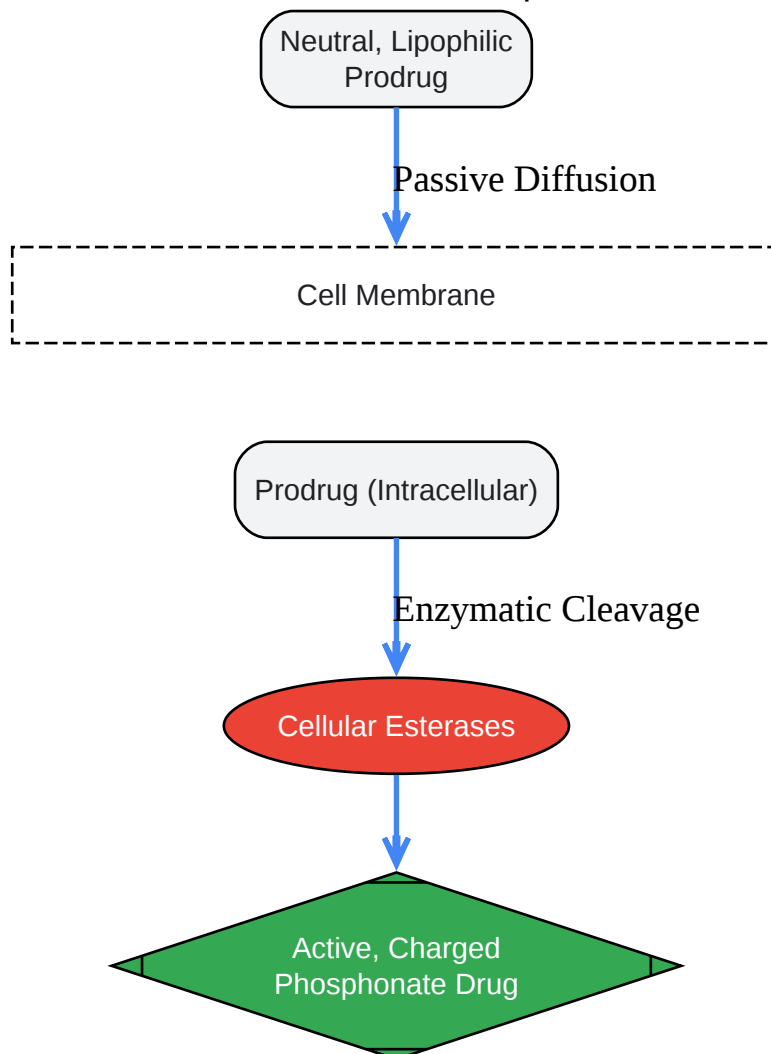 Neutral, Lipophilic
Prodrug
Passive Diffusion
Cell Membrane
Prodrug (Intracellular)
Enzymatic Cleavage
Cellular Esterases
Active, Charged
Phosphonate Drug